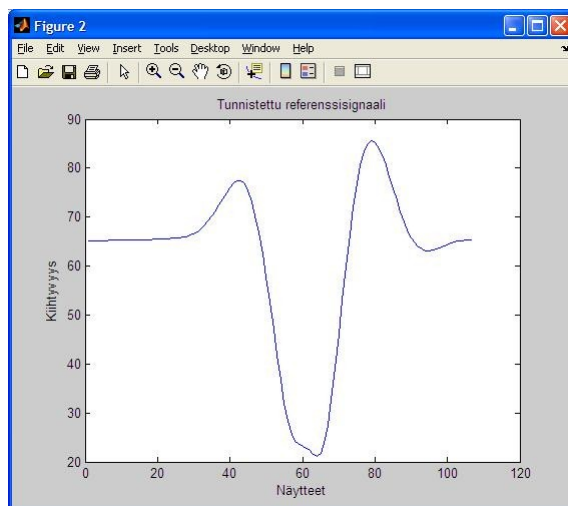 Figure 2
File Edit View Insert Tools Desktop Window Help
Tunnistettu referenssisignaali
90
80
70
60
50
40
30
20
Kiihtyvyys
0 20 40 60 80 100 120
Näytteet